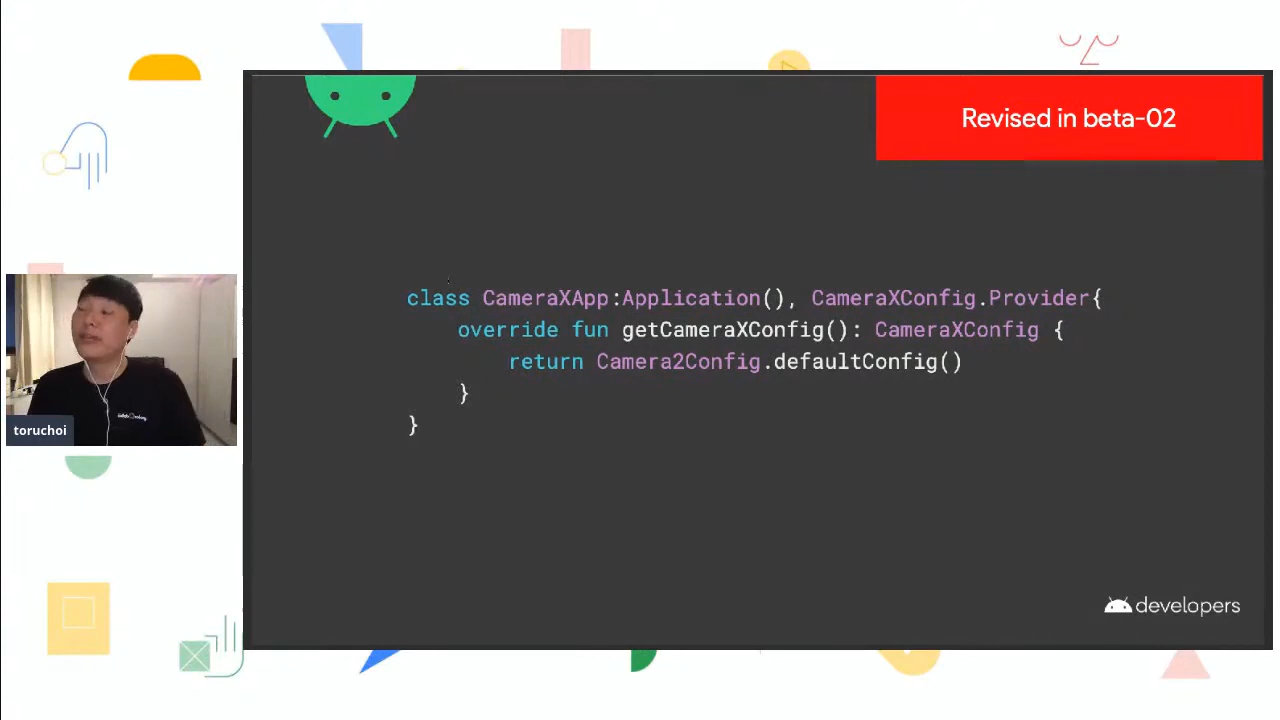 Revised in beta-02
class CameraXApp:Application(), CameraXConfig.Provider{
override fun getCameraXConfig(): CameraXConfig {
return Camera2Config.defaultConfig()
}
}
toruchoi
developers